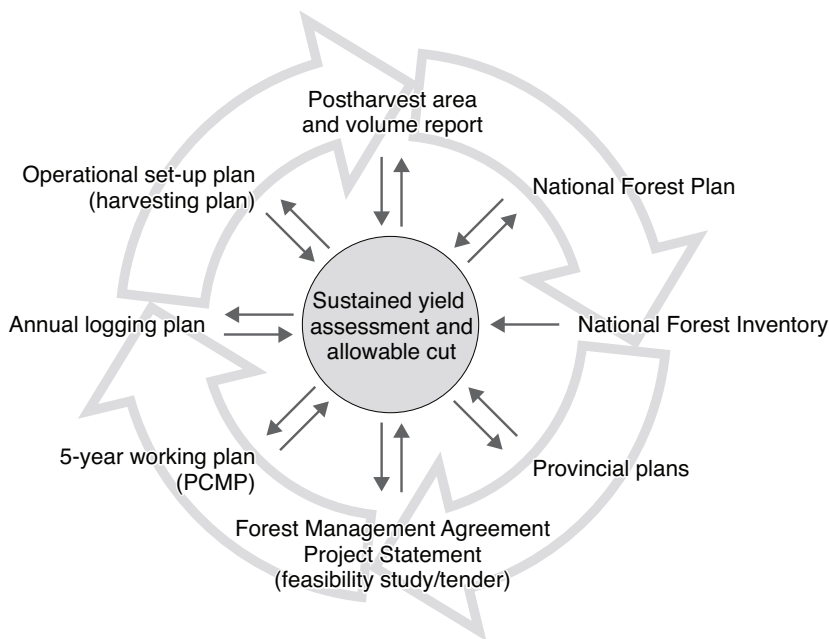 Postharvest area
and volume report
Operational set-up plan
(harvesting plan)
National Forest Plan
Annual logging plan
Sustained yield
assessment and
allowable cut
National Forest Inventory
5-year working plan
(PCMP)
Provincial plans
Forest Management Agreement
Project Statement
(feasibility study/tender)